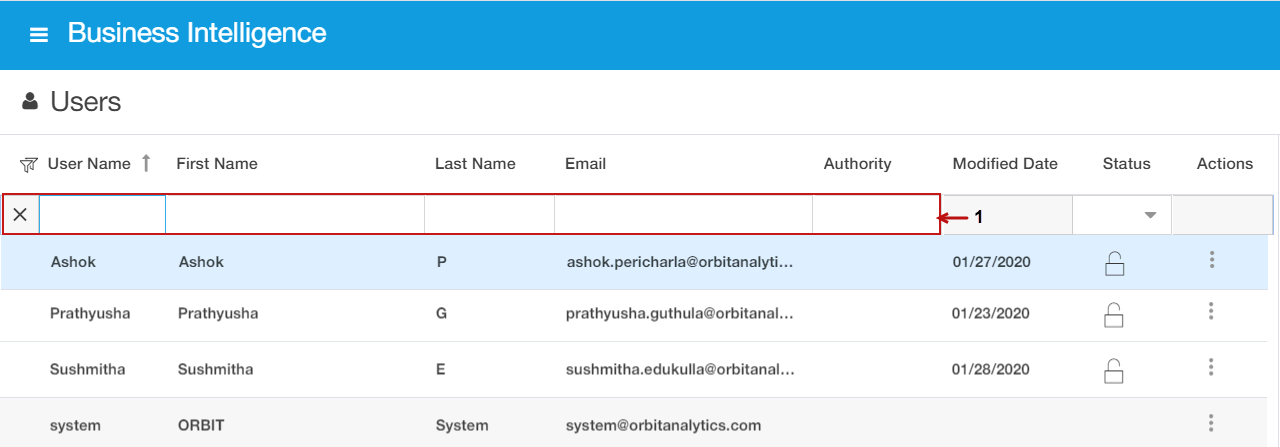 Business Intelligence
Users
User Name First Name Last Name Email Authority Modified Date Status Actions
1
Ashok Ashok P ashok.pericharla@orbitanalyti... 01/27/2020
Prathyusha Prathyusha G prathyusha.guthula@orbitanal... 01/23/2020
Sushmitha Sushmitha E sushmitha.edukulla@orbitanal... 01/28/2020
system ORBIT System system@orbitanalytics.com